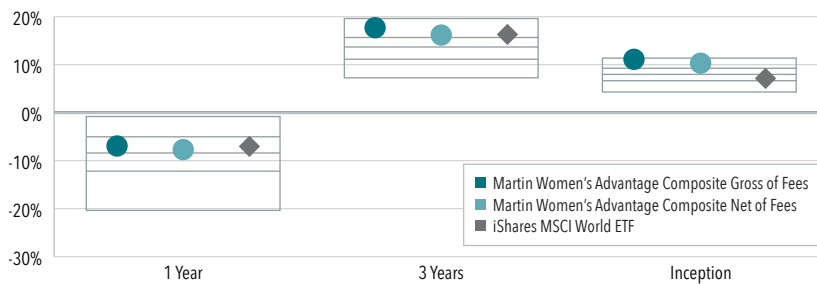 20%
10%
0%
-10%
-20%
-30%
Martin Women's Advantage Composite Gross of Fees
Martin Women's Advantage Composite Net of Fees
iShares MSCI World ETF
1 Year
3 Years
Inception